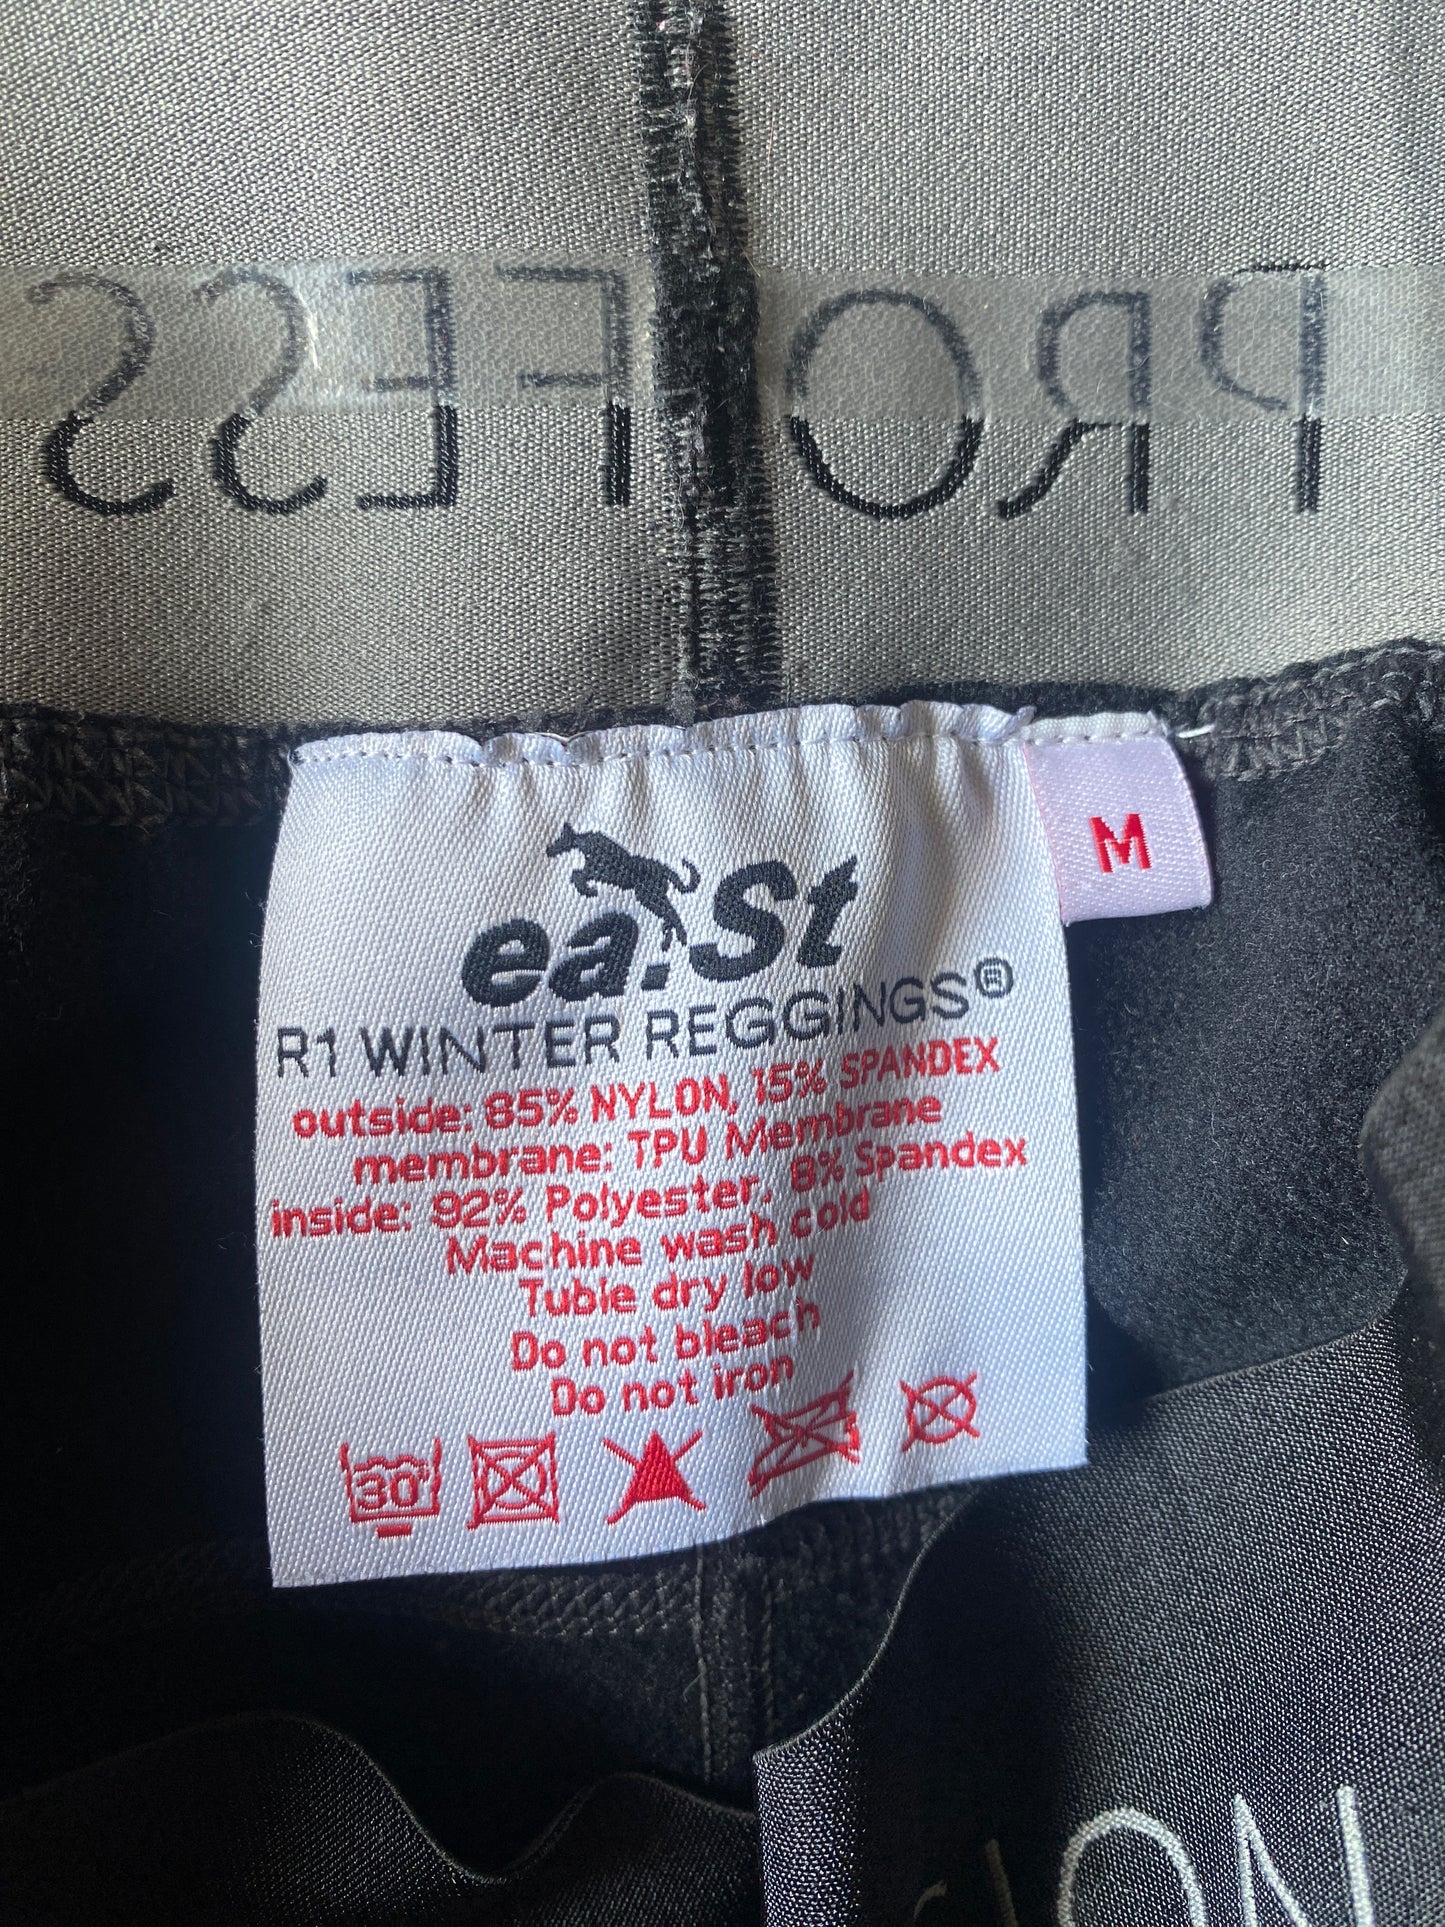 PROFESS
ea.St
M
R1 WINTER REGGINGS®
outside: 85% NYLON, 15% SPANDEX
membrane: TPU Membrane
inside: 92% Polyester, 8% Spandex
Machine wash cold
Tubie dry low
Do not bleach
Do not iron
30°
ION